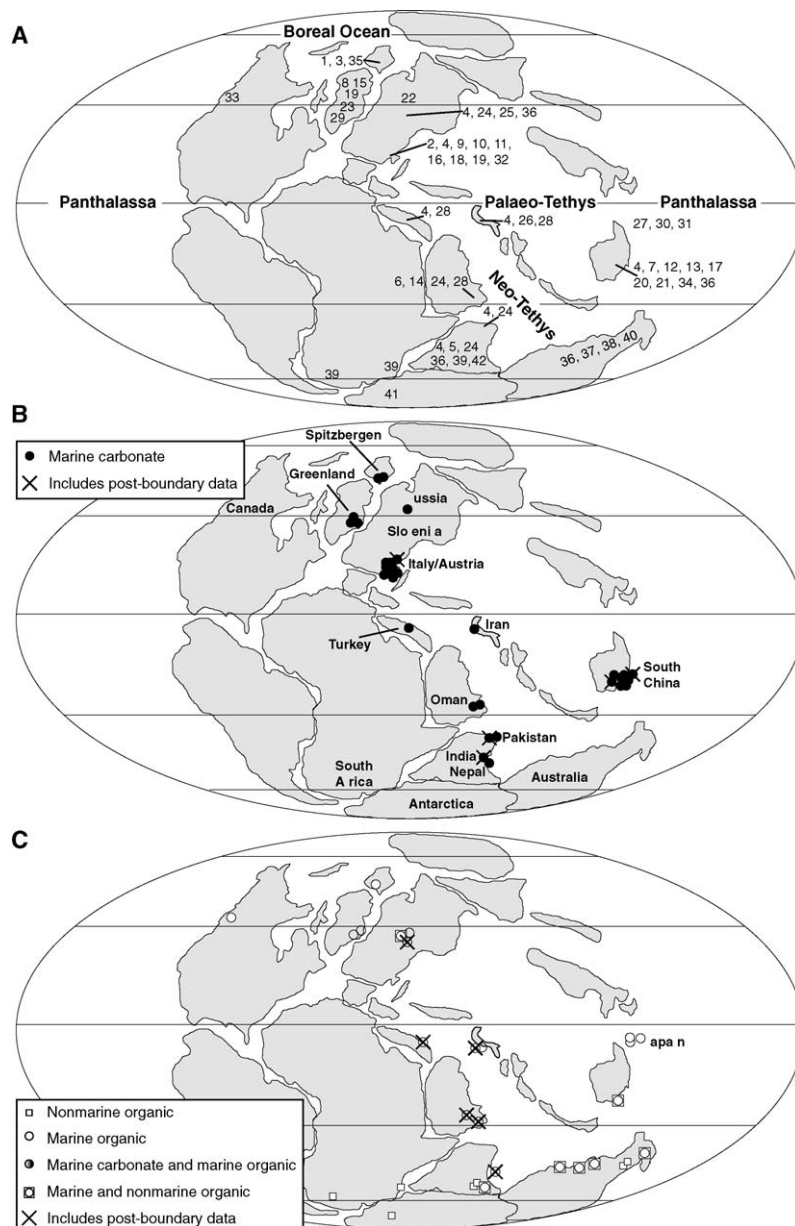 A
Boreal Ocean
1, 3, 35
8 15
33
19
22
23
29
4, 24, 25, 36
2, 4, 9, 10, 11,
16, 18, 19, 32
Panthalassa
Palaeo-Tethys
Panthalassa
4, 28
4, 26,28
27, 30, 31
4, 7, 12, 13, 17
20, 21, 34, 36
6, 14, 24, 28
Neo-Tethys
4, 24
4, 5, 24
36, 39,42
36, 37, 38, 40
39
39
41
B
Marine carbonate
Includes post-boundary data
Spitzbergen
Greenland
Canada
ussia
Slo eni a
Italy/Austria
Turkey
Iran
South
China
Oman
Pakistan
India
Nepal
South
A rica
Australia
Antarctica
C
apa n
Nonmarine organic
Marine organic
Marine carbonate and marine organic
Marine and nonmarine organic
Includes post-boundary data